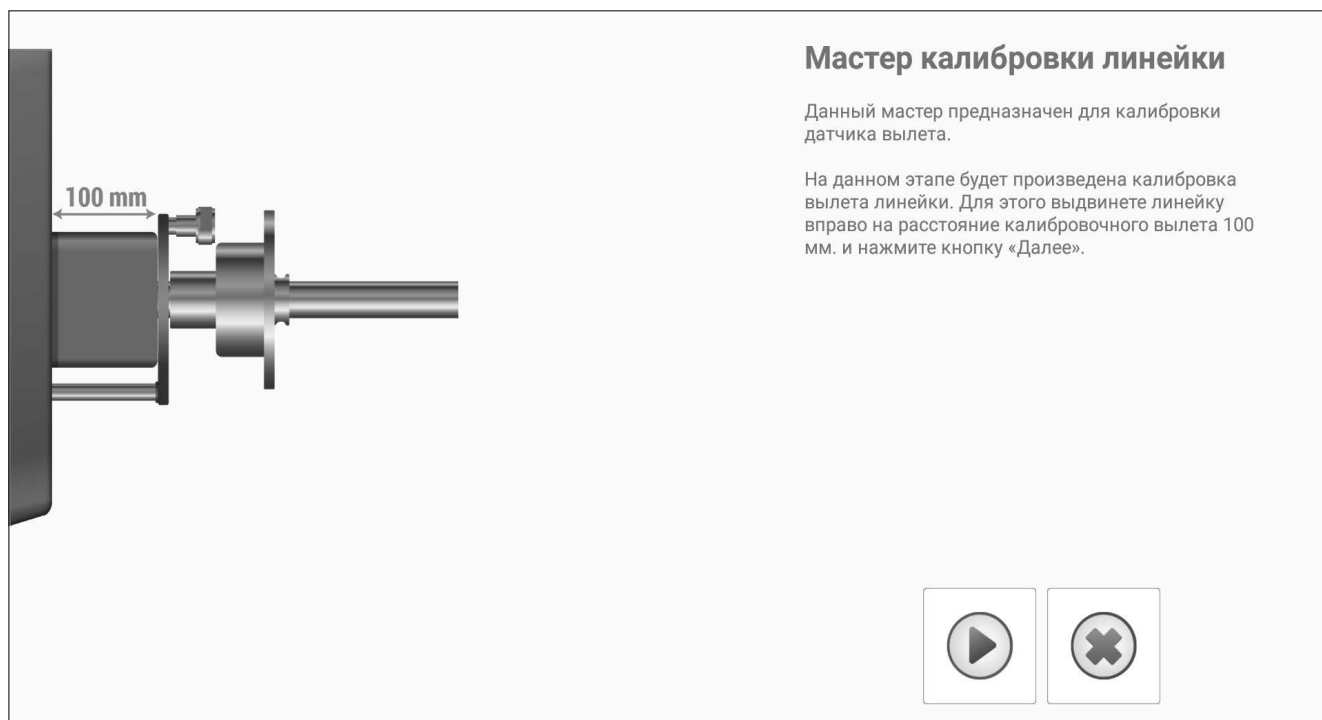 Мастер калибровки линейки
Данный мастер предназначен для калибровки
датчика вылета.
На данном этапе будет произведена калибровка
вылета линейки. Для этого выдвинете линейку
вправо на расстояние калибровочного вылета 100
мм. и нажмите кнопку «Далее».
100 mm